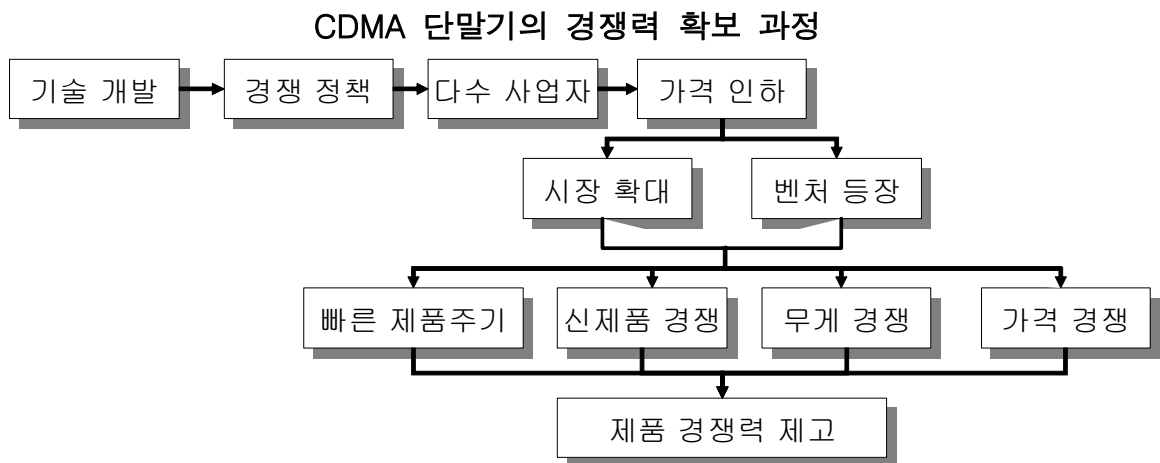 CDMA 단말기의 경쟁력 확보 과정
기술 개발 경쟁 정책 다수 사업자 가격 인하
시장 확대 벤처 등장
빠른 제품주기 신제품 경쟁 무게 경쟁 가격 경쟁
제품 경쟁력 제고